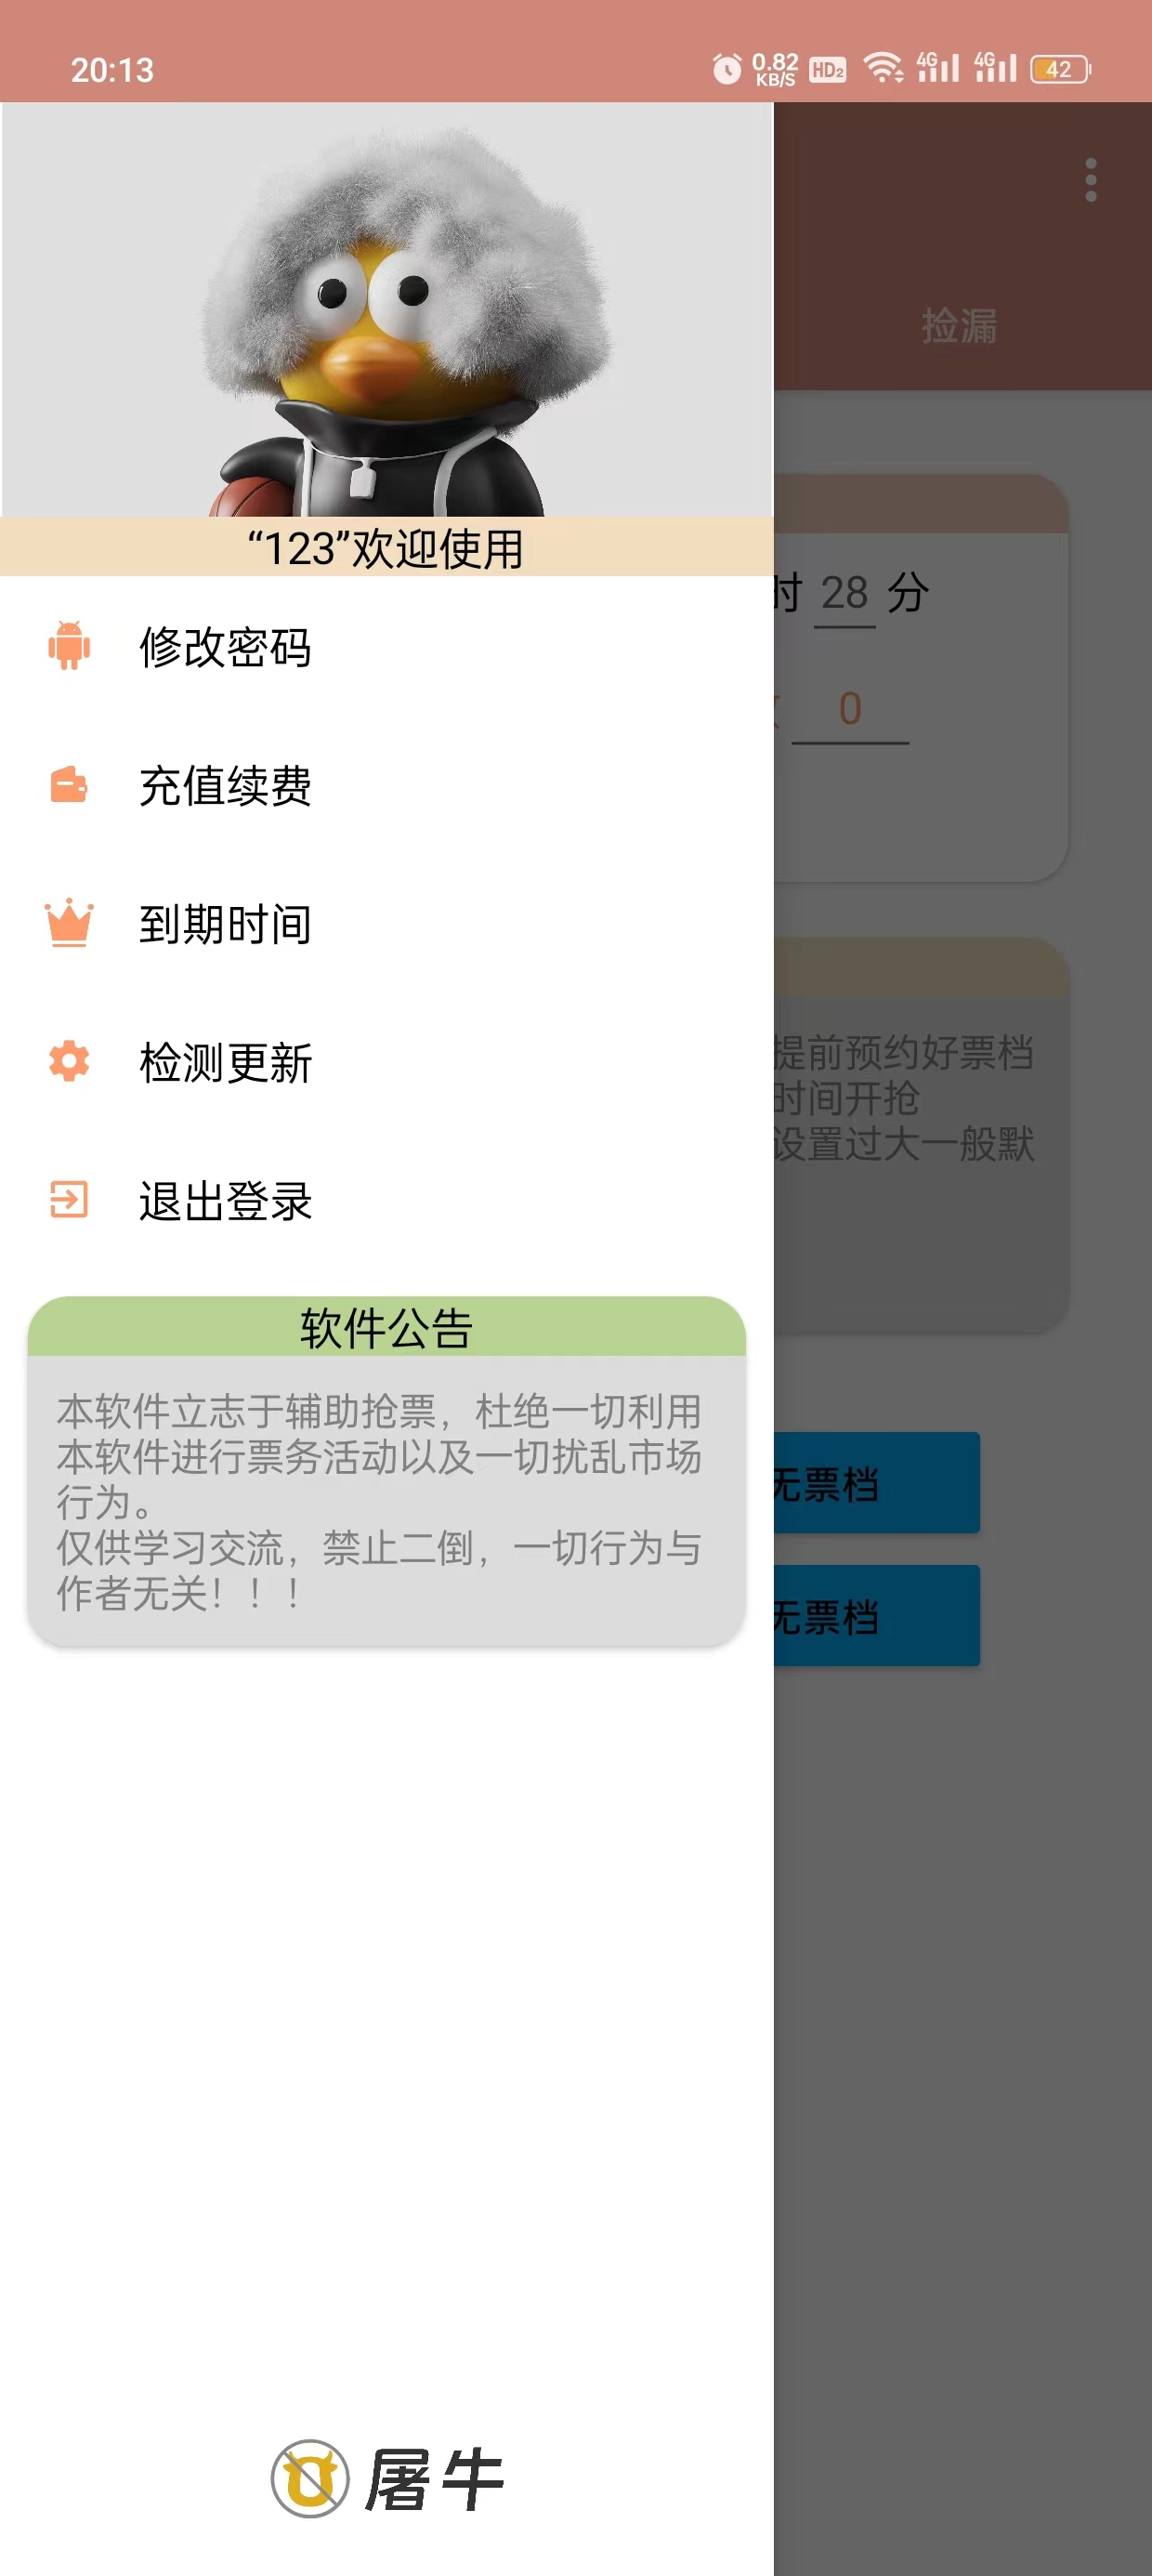 20:13
0.82
KB/S
HD2
4G
4G
42
捡漏
“123”欢迎使用
时 28 分
0
修改密码
充值续费
到期时间
检测更新
退出登录
提前预约好票档
时间开抢
设置过大一般默
软件公告
本软件立志于辅助抢票，杜绝一切利用
本软件进行票务活动以及一切扰乱市场
行为。
仅供学习交流，禁止二倒，一切行为与
作者无关！！！
无票档
无票档
屠牛